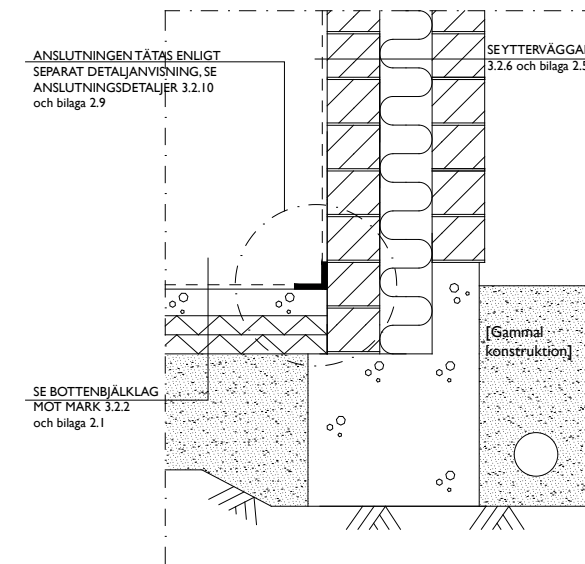 ANSLUTNINGEN TÄTAS ENLIGT
SEPARAT DETALJANVISNING, SE
ANSLUTNINGSDETALJER 3.2.10
och bilaga 2.9
SE YTTERVÄGGAR
3.2.6 och bilaga 2.5
[Gammal
konstruktion]
SE BOTTENBJÄLKLAG
MOT MARK 3.2.2
och bilaga 2.1